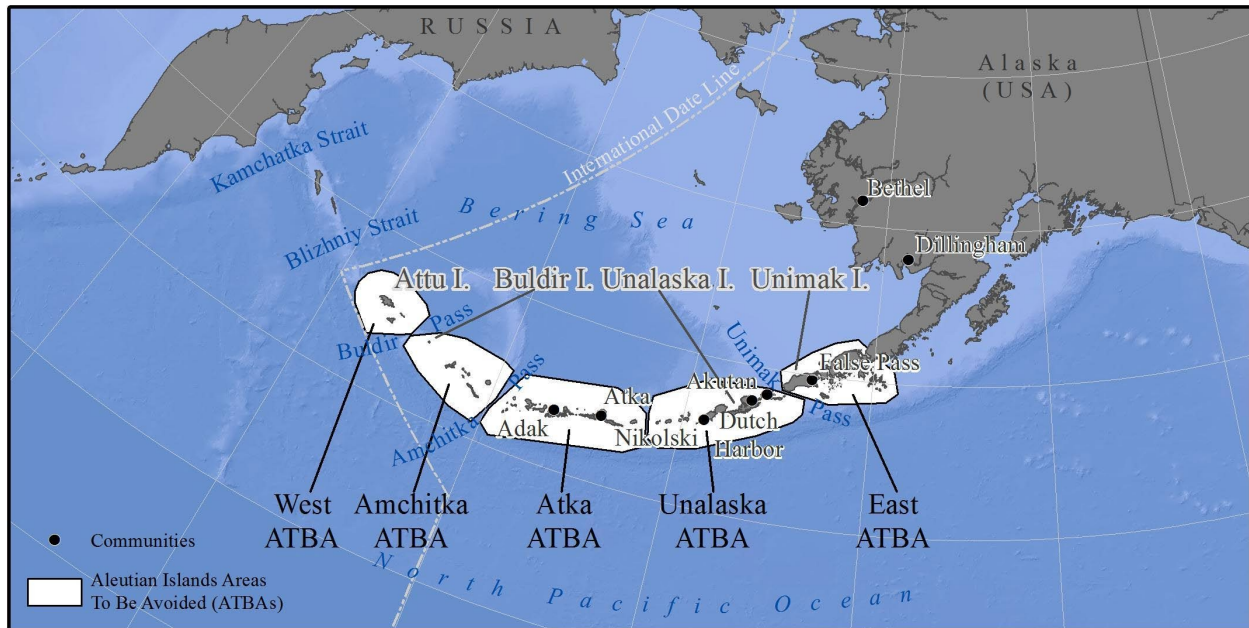 RUSSIA
Alaska
(USA)
International Date Line
Kamchatka Strait
Bering Sea
Bethel
Blizhniy Strait
Dillingham
Attu I.
Buldir I.
Unalaska I.
Unimak I.
Buldir Pass
Unimak Pass
False Pass
Amchitka Pass
Akutan
Atka
Adak
Nikolski
Dutch
Harbor
West
ATBA
Amchitka
ATBA
Atka
ATBA
Unalaska
ATBA
East
ATBA
Communities
Aleutian Islands Areas
To Be Avoided (ATBAs)
North Pacific Ocean